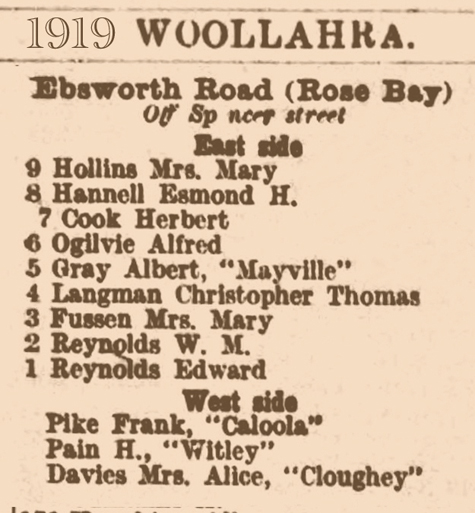 1919 WOOLLAHRA.
Ebsworth Road (Rose Bay)
Off Sp ncer street
East side
9 Hollins Mrs. Mary
8 Hannell Esmond H.
7 Cook Herbert
6 Ogilvie Alfred
5 Gray Albert, "Mayville"
4 Langman Christopher Thomas
3 Fussen Mrs. Mary
2 Reynolds W. M.
1 Reynolds Edward
West side
Pike Frank, "Caloola"
Pain H., "Witley"
Davies Mrs. Alice, "Cloughey"